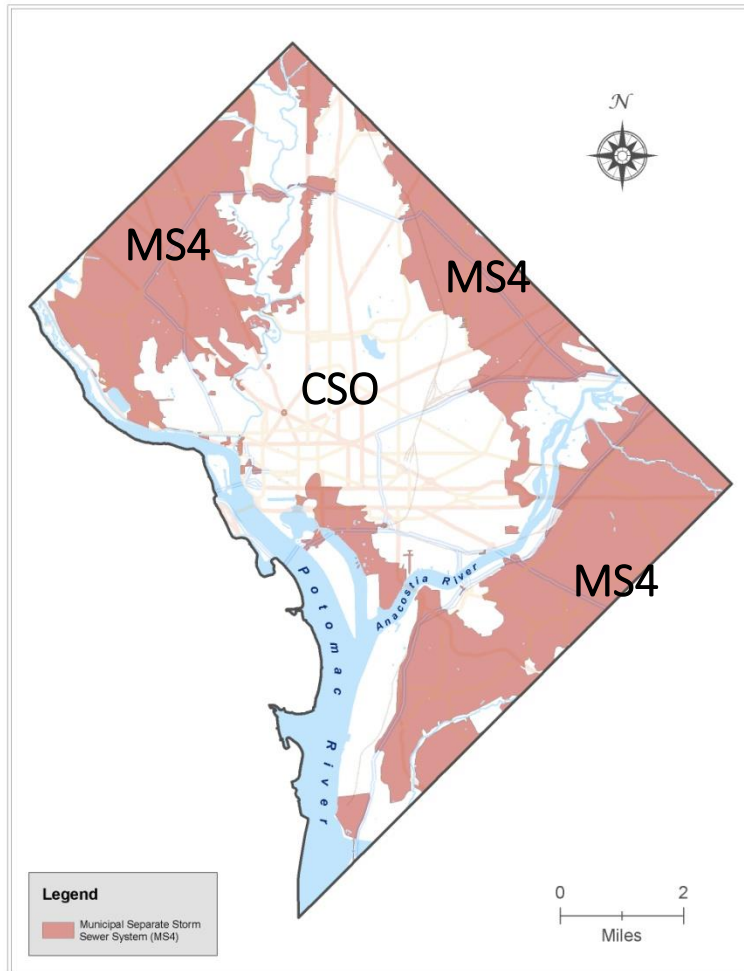 N
MS4
MS4
CSO
MS4
Anacostia River
Potomac River
Legend
Municipal Separate Storm
Sewer System (MS4)
0 2
Miles